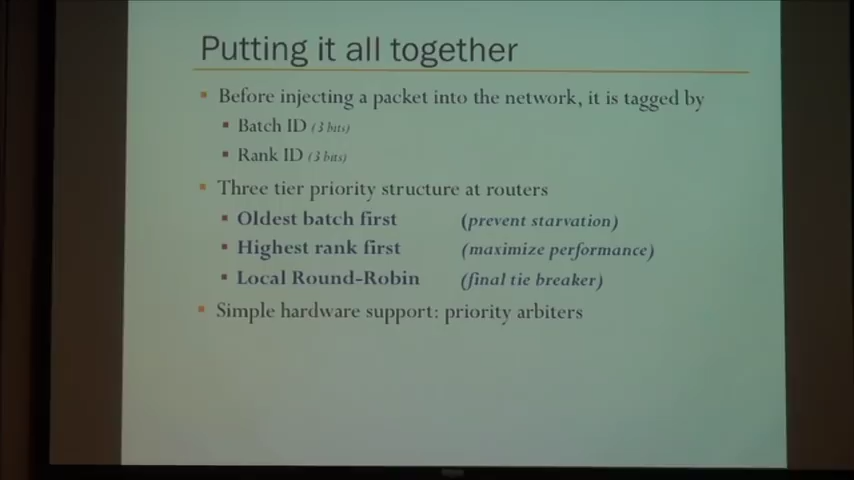 Putting it all together
Before injecting a packet into the network, it is tagged by
Batch ID (3 bits)
Rank ID (3 bits)
Three tier priority structure at routers
Oldest batch first (prevent starvation)
Highest rank first (maximize performance)
Local Round-Robin (final tie breaker)
Simple hardware support: priority arbiters